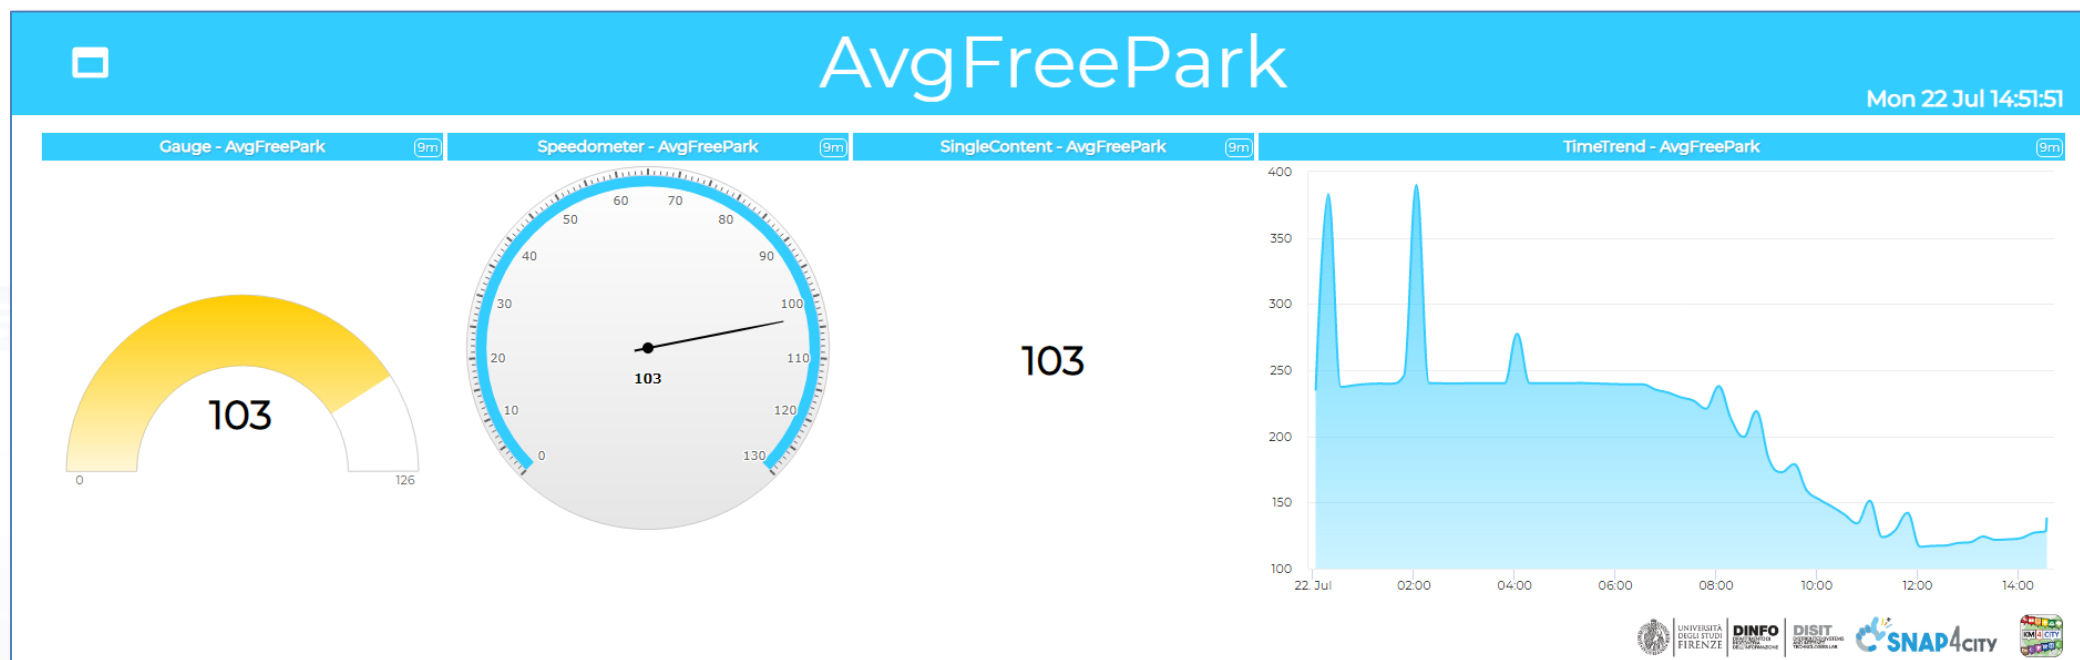 AvgFreePark
Mon 22 Jul 14:51:51
Gauge - AvgFreePark 9m
103
0 126
Speedometer - AvgFreePark 9m
0 10 20 30 40 50 60 70 80 90 100 110 120 130
103
SingleContent - AvgFreePark 9m
103
TimeTrend - AvgFreePark 9m
400
350
300
250
200
150
100
22. Jul 02:00 04:00 06:00 08:00 10:00 12:00 14:00
UNIVERSITÀ
DEGLI STUDI
FIRENZE
DINFO
DISIT
SNAP4CITY
KM4CITY